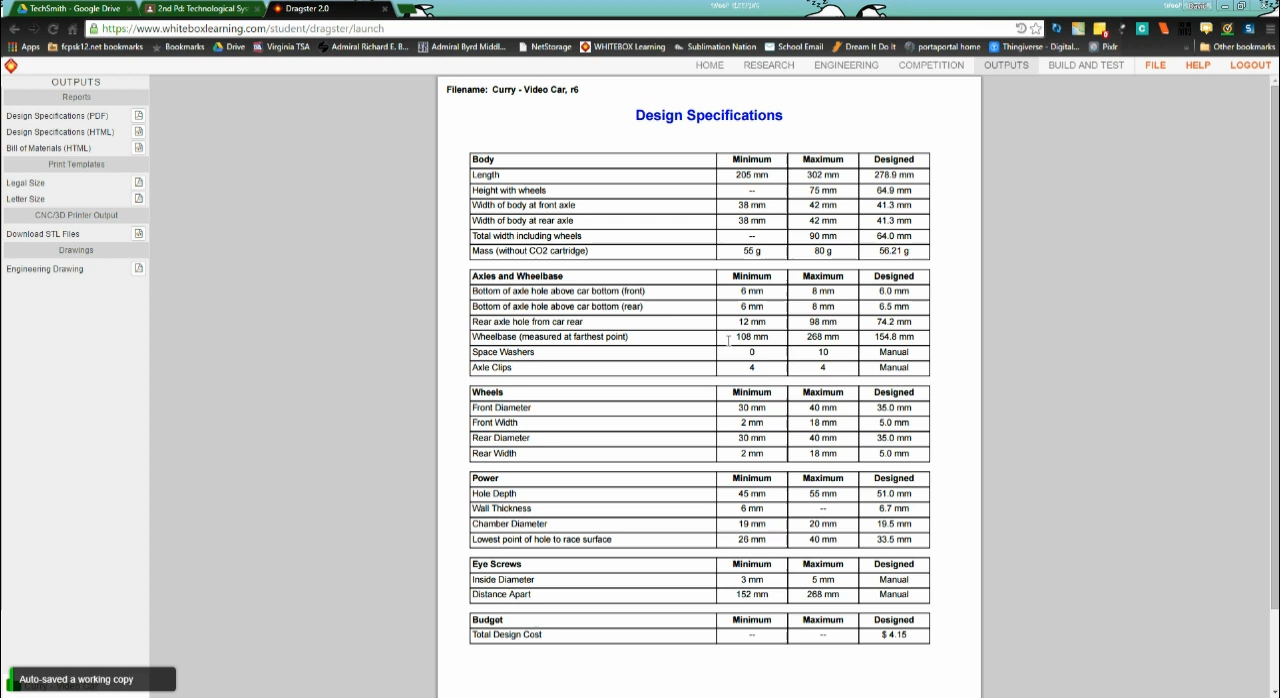 TechSmith - Google Drive
2nd Pd: Technological Sys
Dragster 2.0
https://www.whiteboxlearning.com/student/dragster/launch
Apps fcpsk12.net bookmarks Bookmarks Drive Virginia TSA Admiral Richard E. B... Admiral Byrd Middl... NetStorage WHITEBOX Learning Sublimation Nation School Email Dream It Do It portaportal home Thingiverse - Digital... Pixlr Other bookmarks
HOME RESEARCH ENGINEERING COMPETITION OUTPUTS BUILD AND TEST FILE HELP LOGOUT
OUTPUTS
Reports
Design Specifications (PDF)
Design Specifications (HTML)
Bill of Materials (HTML)
Print Templates
Legal Size
Letter Size
CNC/3D Printer Output
Download STL Files
Drawings
Engineering Drawing
Filename: Curry - Video Car, r6
Design Specifications
Body Minimum Maximum Designed
Length 205 mm 302 mm 278.9 mm
Height with wheels -- 75 mm 64.9 mm
Width of body at front axle 38 mm 42 mm 41.3 mm
Width of body at rear axle 38 mm 42 mm 41.3 mm
Total width including wheels -- 90 mm 64.0 mm
Mass (without CO2 cartridge) 55 g 80 g 56.21 g
Axles and Wheelbase Minimum Maximum Designed
Bottom of axle hole above car bottom (front) 6 mm 8 mm 6.0 mm
Bottom of axle hole above car bottom (rear) 6 mm 8 mm 6.5 mm
Rear axle hole from car rear 12 mm 98 mm 74.2 mm
Wheelbase (measured at farthest point) 108 mm 268 mm 154.8 mm
Space Washers 0 10 Manual
Axle Clips 4 4 Manual
Wheels Minimum Maximum Designed
Front Diameter 30 mm 40 mm 35.0 mm
Front Width 2 mm 18 mm 5.0 mm
Rear Diameter 30 mm 40 mm 35.0 mm
Rear Width 2 mm 18 mm 5.0 mm
Power Minimum Maximum Designed
Hole Depth 45 mm 55 mm 51.0 mm
Wall Thickness 6 mm -- 6.7 mm
Chamber Diameter 19 mm 20 mm 19.5 mm
Lowest point of hole to race surface 26 mm 40 mm 33.5 mm
Eye Screws Minimum Maximum Designed
Inside Diameter 3 mm 5 mm Manual
Distance Apart 152 mm 268 mm Manual
Budget Minimum Maximum Designed
Total Design Cost -- -- $ 4.15
Auto-saved a working copy